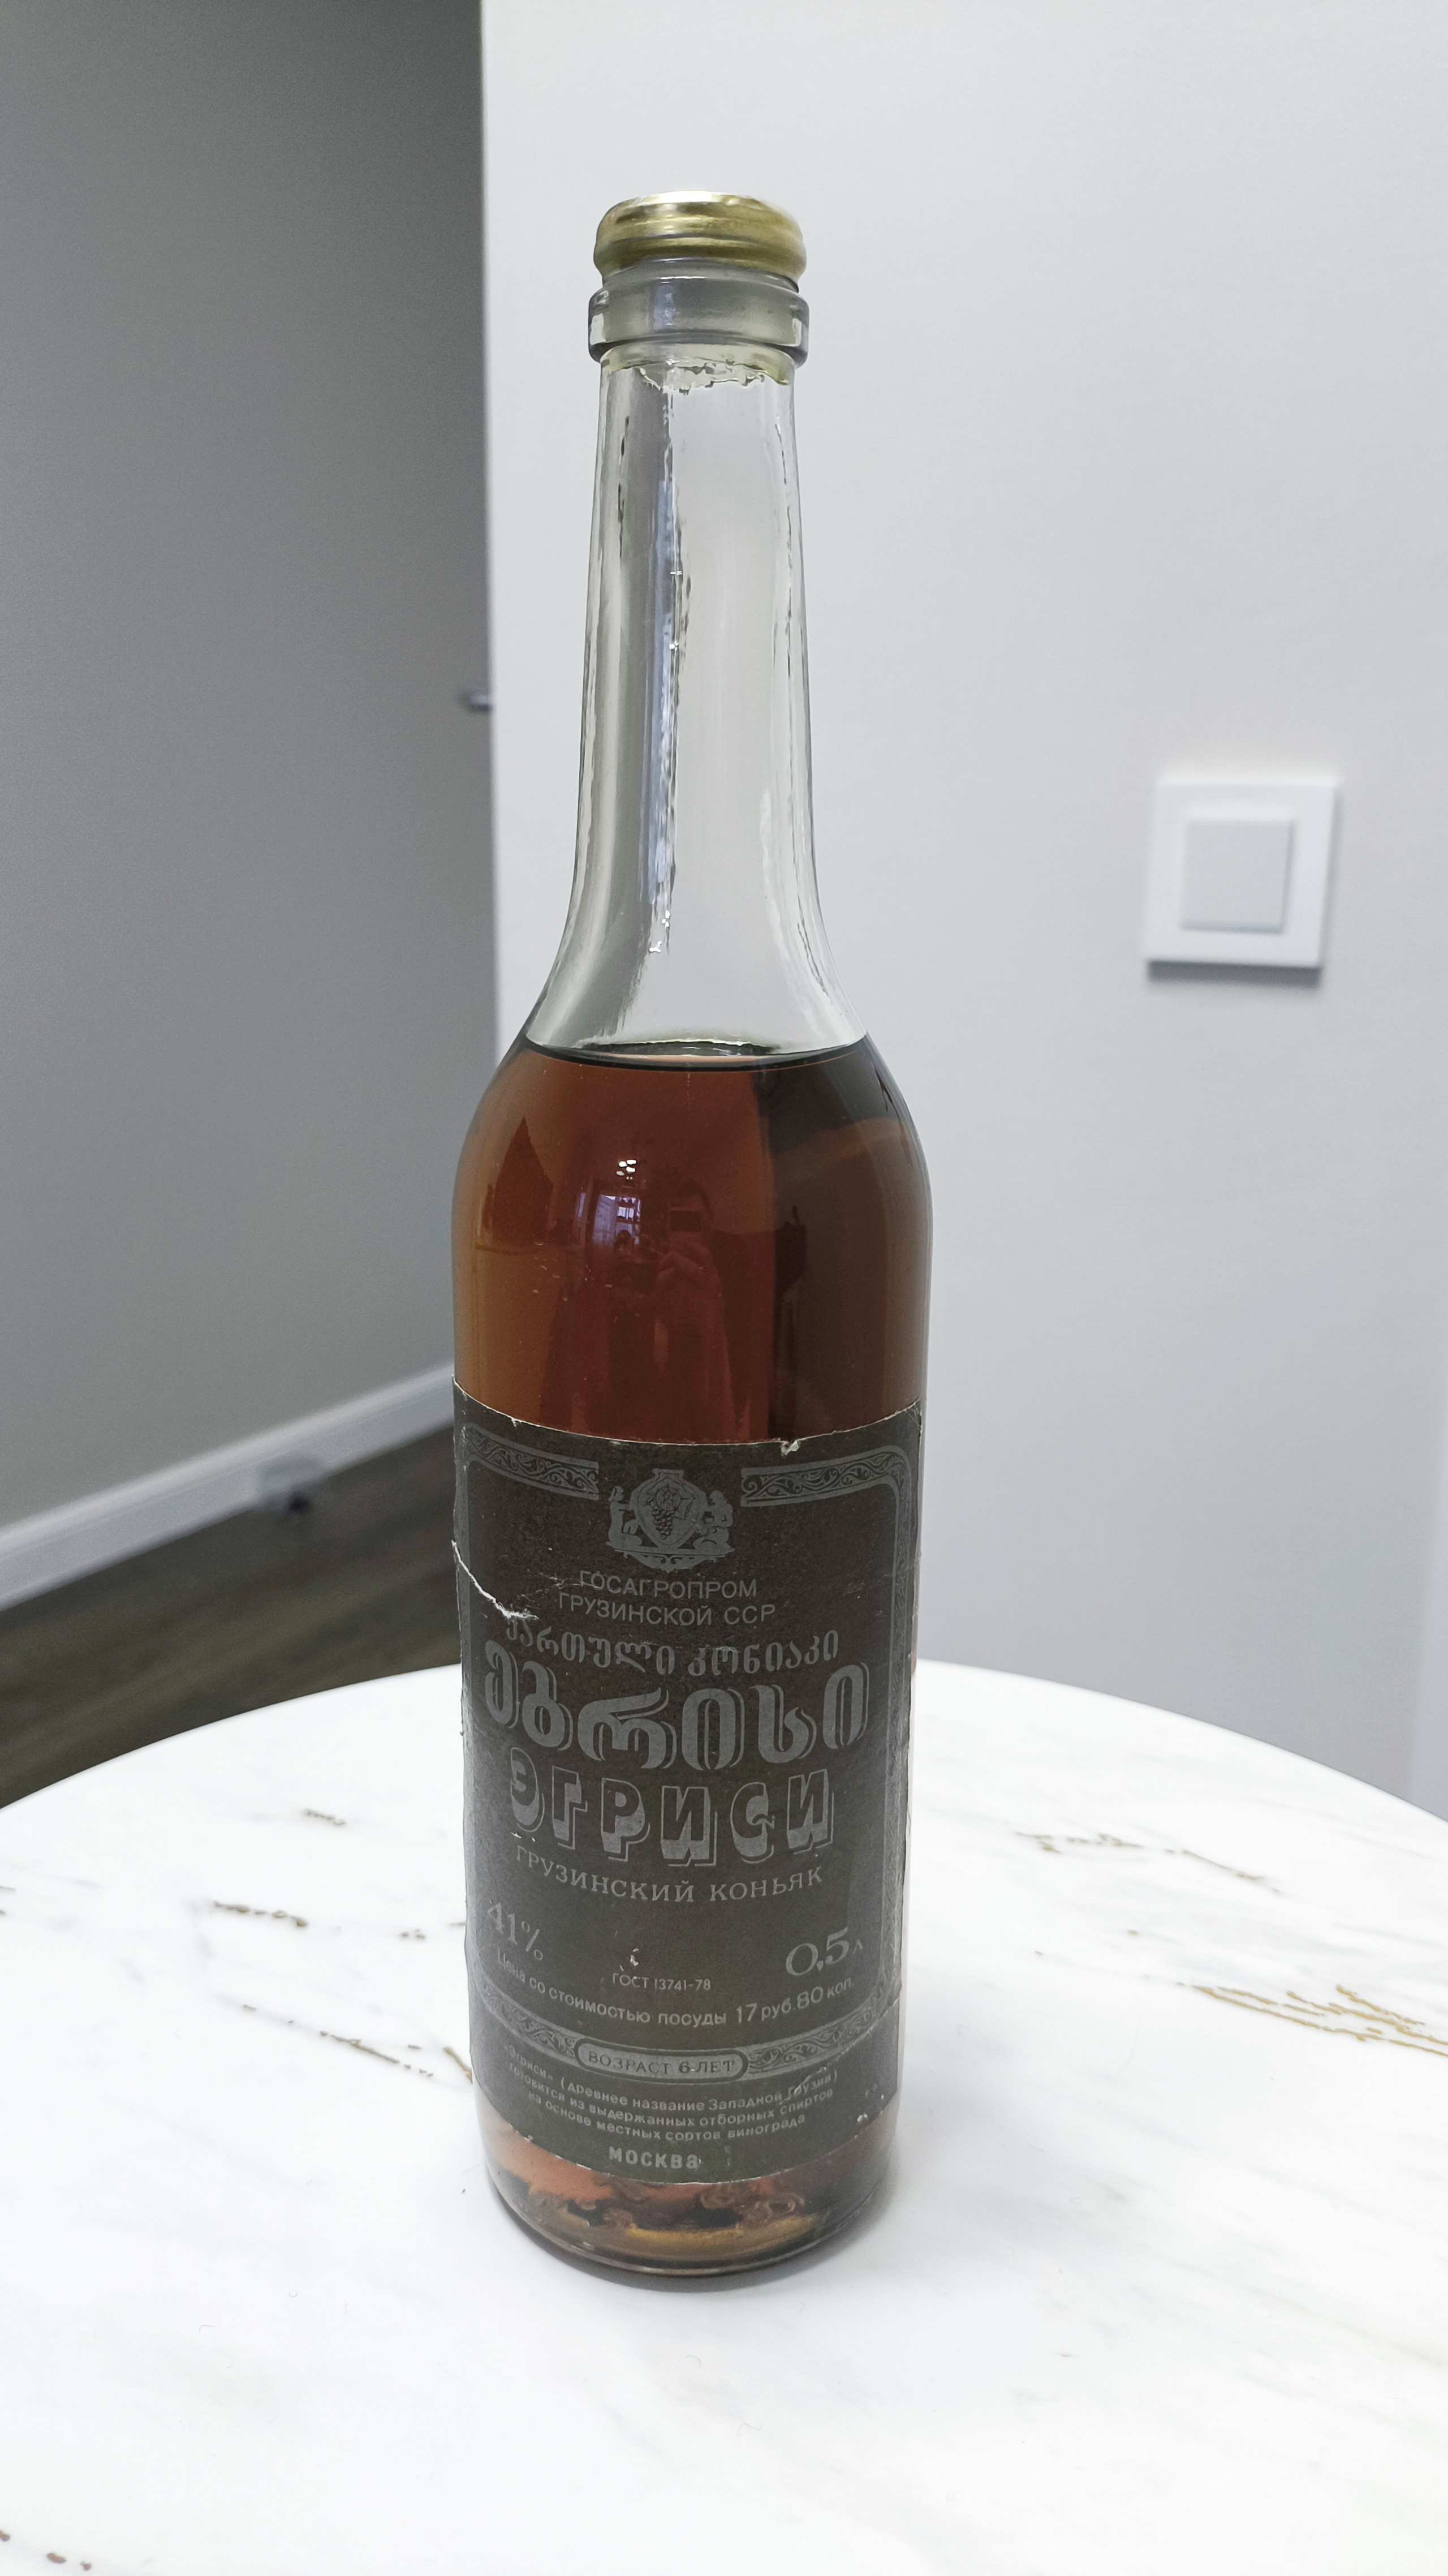 ГОСАГРОПРОМ
ГРУЗИНСКОЙ ССР
ქართული კონიაკი
ეგრისი
ЭГРИСИ
ГРУЗИНСКИЙ КОНЬЯК
41% 0,5л
ГОСТ 13741-78
Цена со стоимостью посуды 17 руб. 80 коп.
ВОЗРАСТ 6 ЛЕТ
«Эгриси» (древнее название Западной Грузии)
готовится из выдержанных отборных спиртов
на основе местных сортов винограда
МОСКВА